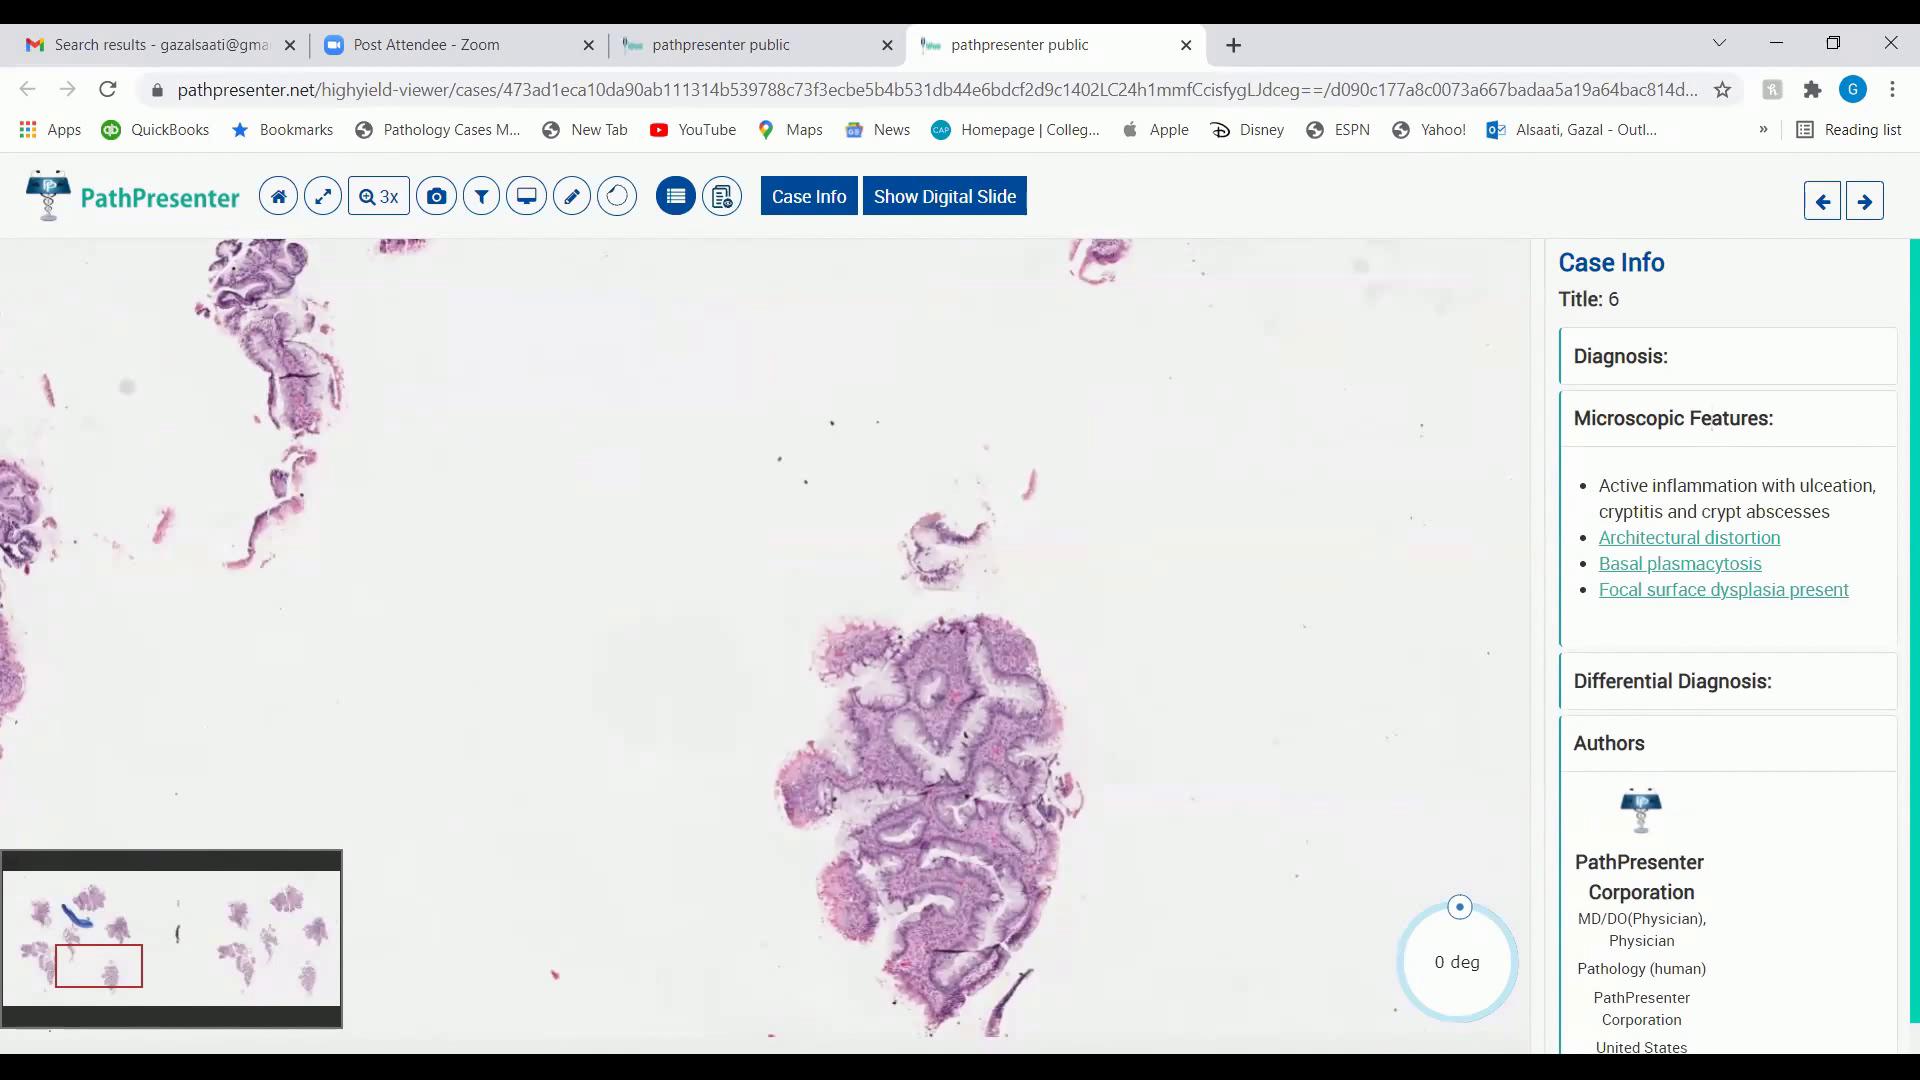 Search results - gazalsaati@gma
Post Attendee - Zoom
pathpresenter public
pathpresenter public
pathpresenter.net/highyield-viewer/cases/473ad1eca10da90ab111314b539788c73f3ecbe5b4b531db44e6bdcf2d9c1402LC24h1mmfCcisfygLJdceg==/d090c177a8c0073a667badaa5a19a64bac814d...
G
Apps
QuickBooks
Bookmarks
Pathology Cases M...
New Tab
YouTube
Maps
News
CAP
Homepage | Colleg...
Apple
Disney
ESPN
Yahoo!
Alsaati, Gazal - Outl...
»
Reading list
PathPresenter
3x
Case Info
Show Digital Slide
Case Info
Title: 6
Diagnosis:
Microscopic Features:
• Active inflammation with ulceation,
cryptitis and crypt abscesses
• Architectural distortion
• Basal plasmacytosis
• Focal surface dysplasia present
Differential Diagnosis:
Authors
PathPresenter
Corporation
MD/DO(Physician),
Physician
Pathology (human)
PathPresenter
Corporation
United States
0 deg